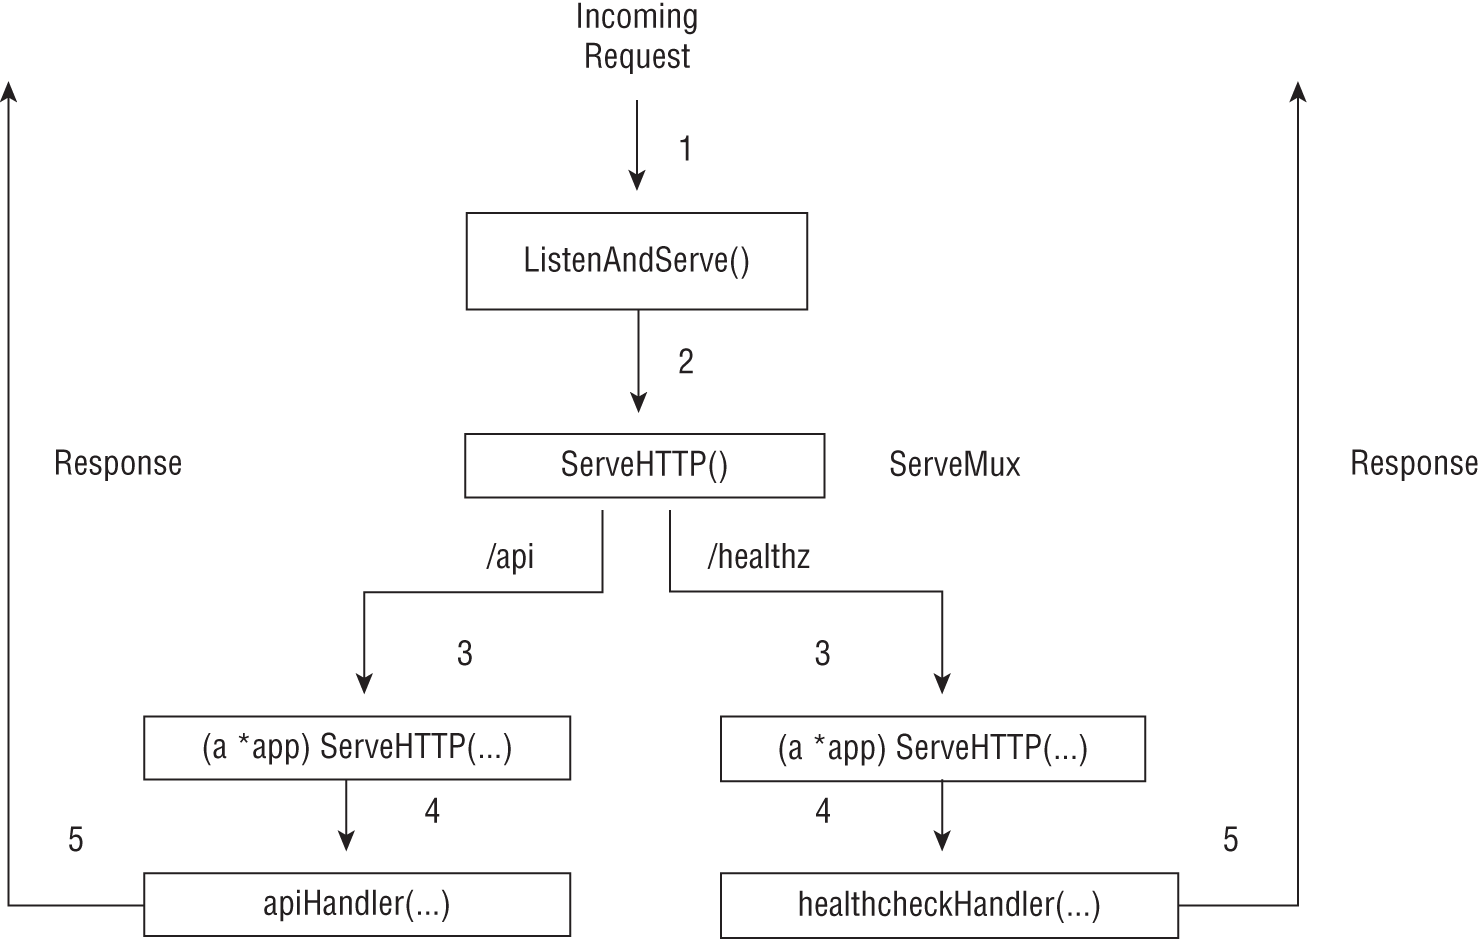 Incoming
Request
1
ListenAndServe()
2
Response
ServeHTTP()
ServeMux
Response
/api
/healthz
3
3
(a *app) ServeHTTP(...)
(a *app) ServeHTTP(...)
4
4
5
5
apiHandler(...)
healthcheckHandler(...)